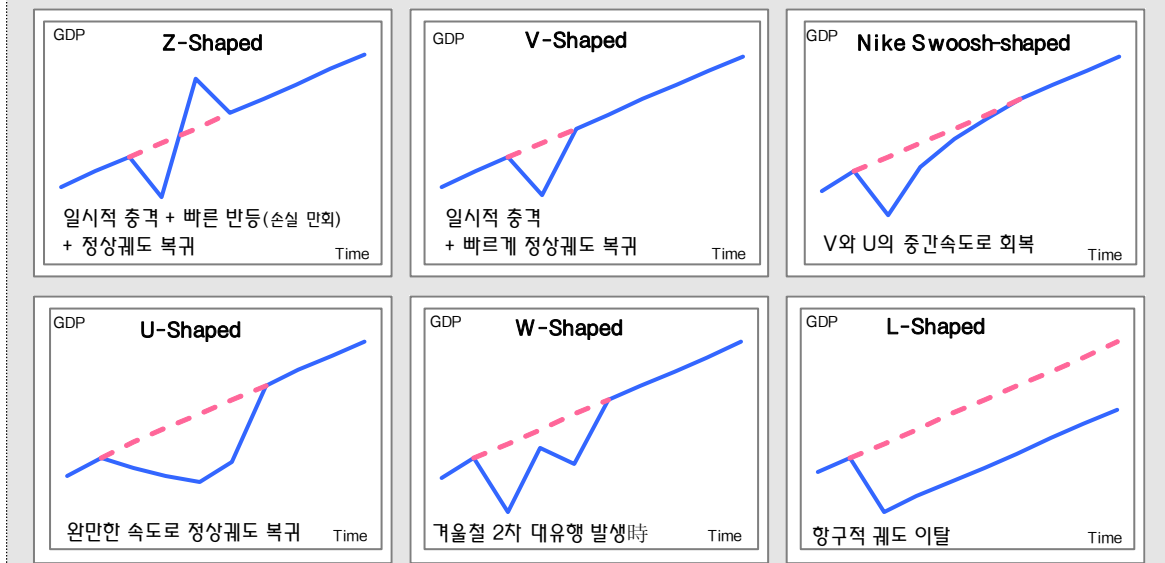 GDP
Z-Shaped
일시적 충격 + 빠른 반등(손실 만회)
+ 정상궤도 복귀
Time
GDP
V-Shaped
일시적 충격
+ 빠르게 정상궤도 복귀
Time
GDP
Nike Swoosh-shaped
V와 U의 중간속도로 회복
Time
GDP
U-Shaped
완만한 속도로 정상궤도 복귀
Time
GDP
W-Shaped
겨울철 2차 대유행 발생時
Time
GDP
L-Shaped
항구적 궤도 이탈
Time